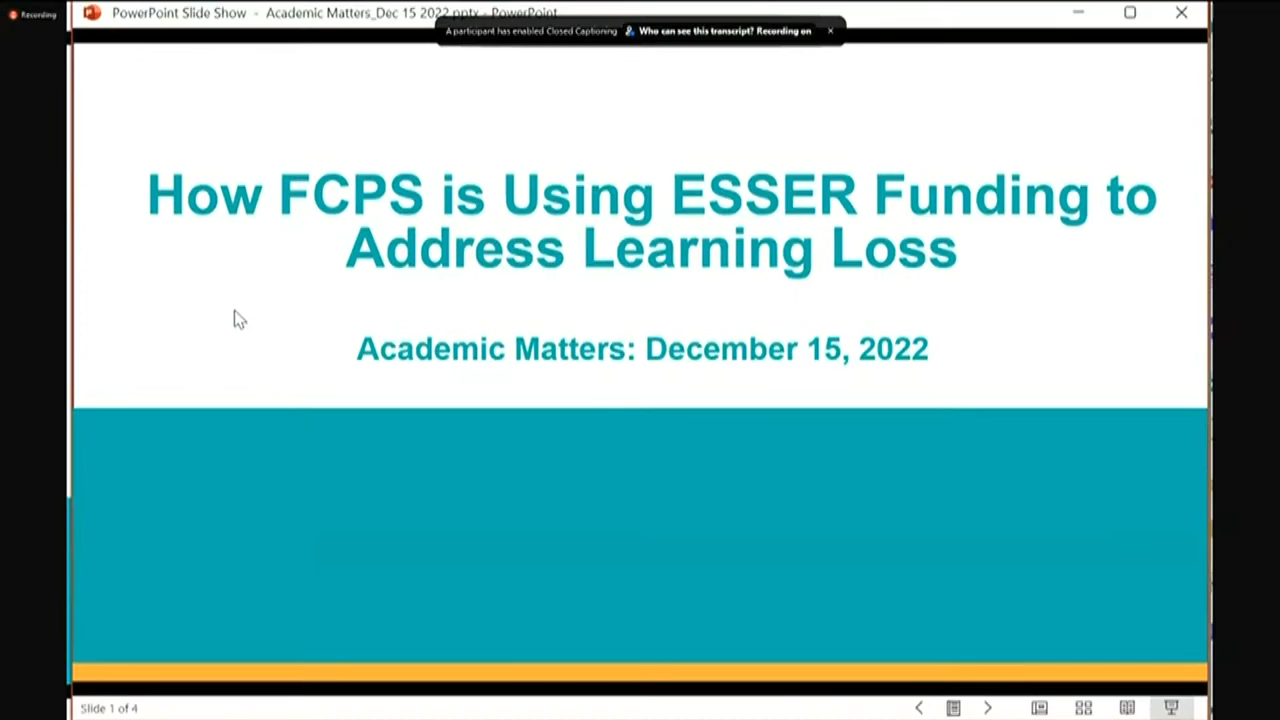 Recording
PowerPoint Slide Show - Academic Matters_Dec 15 2022.pptx - PowerPoint
A participant has enabled Closed Captioning Who can see this transcript? Recording on
How FCPS is Using ESSER Funding to
Address Learning Loss
Academic Matters: December 15, 2022
Slide 1 of 4